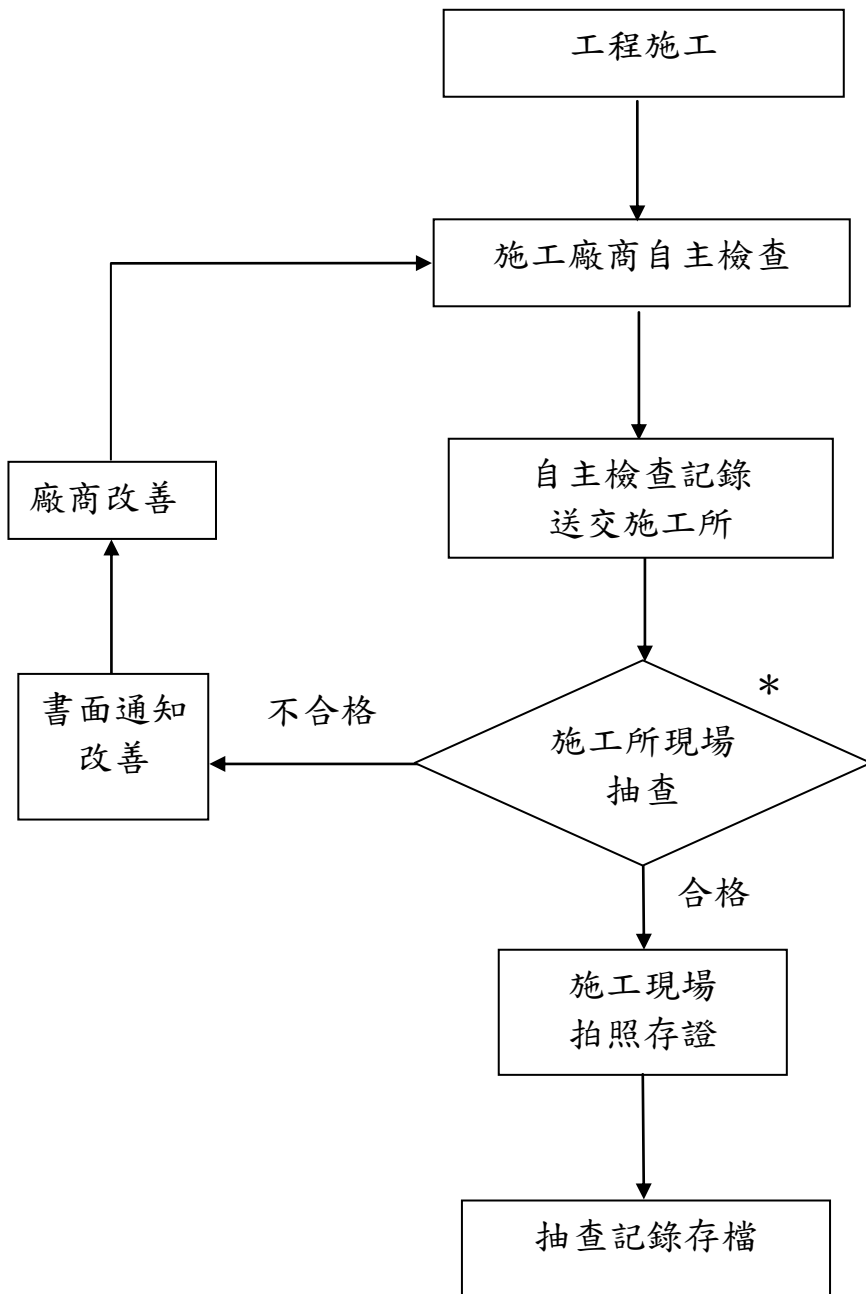 工程施工
施工廠商自主檢查
廠商改善
自主檢查記錄
送交施工所
書面通知
改善
不合格
*
施工所現場
抽查
合格
施工現場
拍照存證
抽查記錄存檔